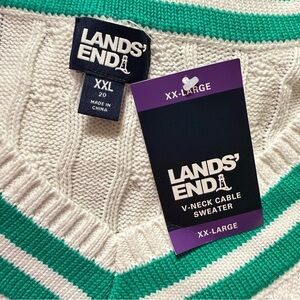 LANDS'
END
XXL
20
MADE IN
CHINA
XX-LARGE
LANDS'
END
V-NECK CABLE
SWEATER
XX-LARGE